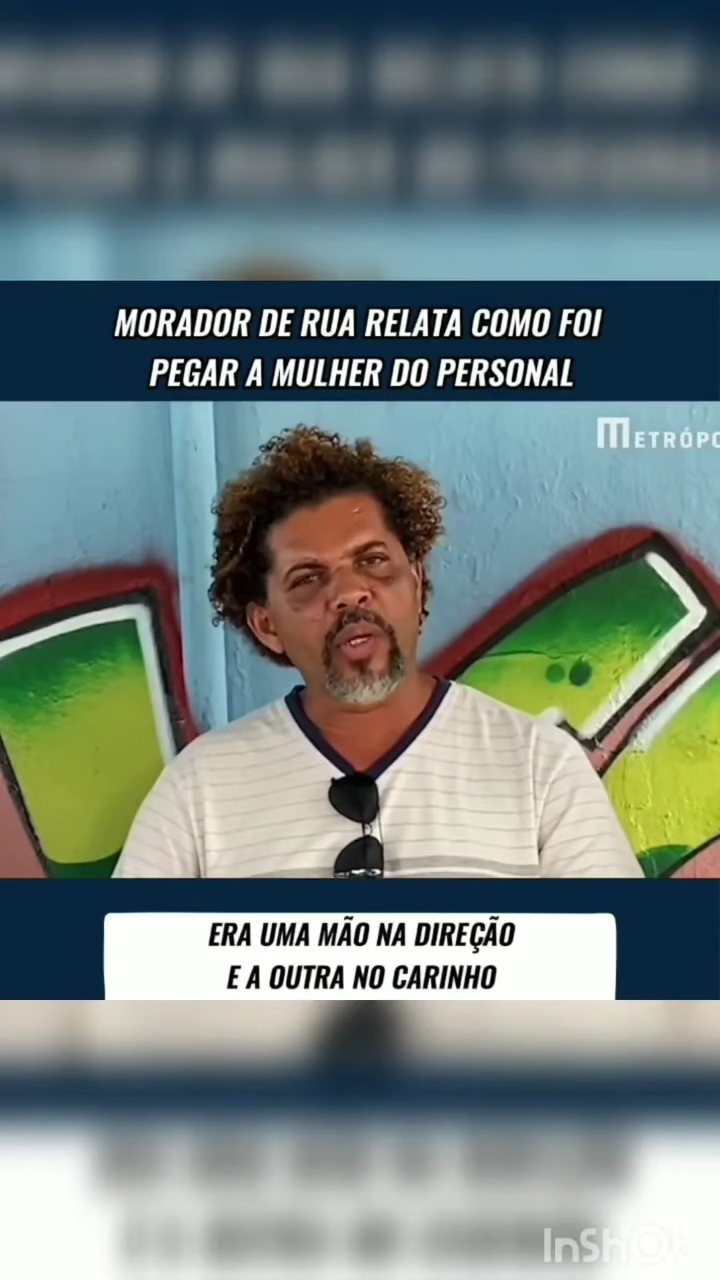 MORADOR DE RUA RELATA COMO FOI
PEGAR A MULHER DO PERSONAL
METRÓPO
ERA UMA MÃO NA DIREÇÃO
E A OUTRA NO CARINHO
InShOt